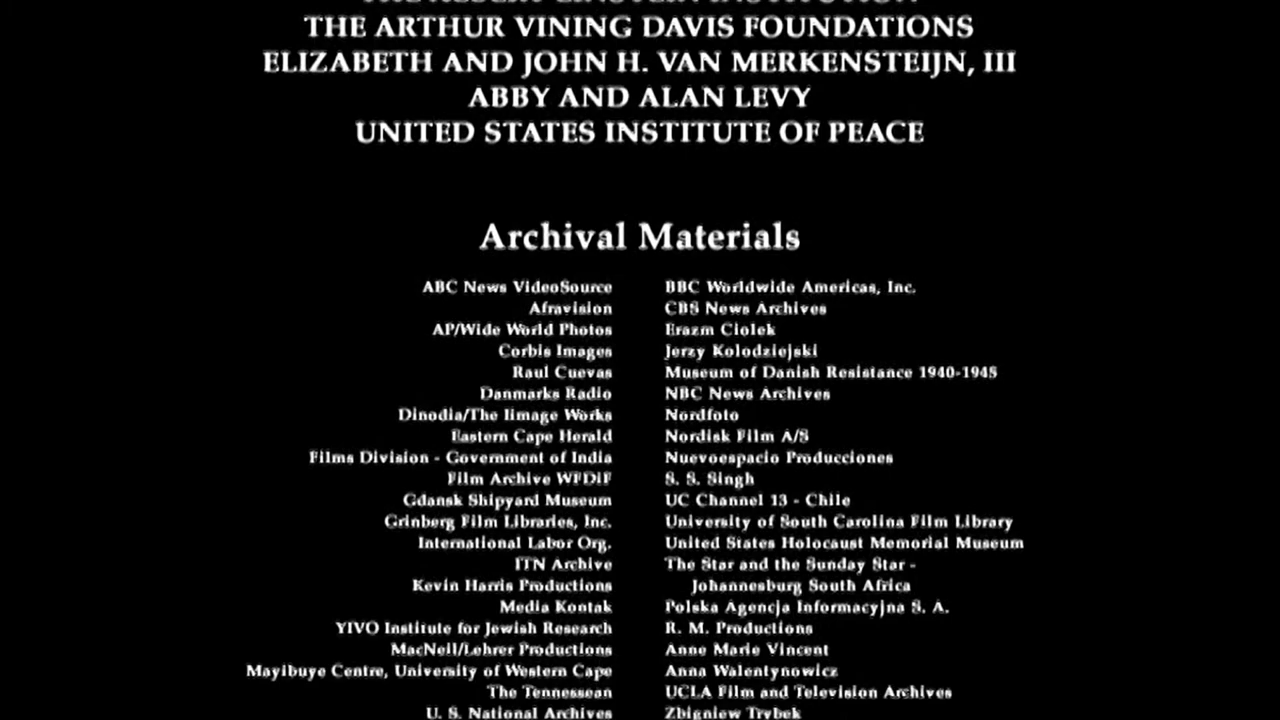 THE ALBERT EINSTEIN INSTITUTION
THE ARTHUR VINING DAVIS FOUNDATIONS
ELIZABETH AND JOHN H. VAN MERKENSTEIJN, III
ABBY AND ALAN LEVY
UNITED STATES INSTITUTE OF PEACE
Archival Materials
ABC News VideoSource
Afravision
AP/Wide World Photos
Corbis Images
Raul Cuevas
Danmarks Radio
Dinodia/The Iimage Works
Eastern Cape Herald
Films Division - Government of India
Film Archive WFDIF
Gdansk Shipyard Museum
Grinberg Film Libraries, Inc.
International Labor Org.
ITN Archive
Kevin Harris Productions
Media Kontak
YIVO Institute for Jewish Research
MacNeil/Lehrer Productions
Mayibuye Centre, University of Western Cape
The Tennessean
U. S. National Archives
BBC Worldwide Americas, Inc.
CBS News Archives
Erazm Ciolek
Jerzy Kolodziejski
Museum of Danish Resistance 1940-1945
NBC News Archives
Nordfoto
Nordisk Film A/S
Nuevoespacio Producciones
S. S. Singh
UC Channel 13 - Chile
University of South Carolina Film Library
United States Holocaust Memorial Museum
The Star and the Sunday Star -
Johannesburg South Africa
Polska Agencja Informacyjna S. A.
R. M. Productions
Anne Marie Vincent
Anna Walentynowicz
UCLA Film and Television Archives
Zbigniew Trybek